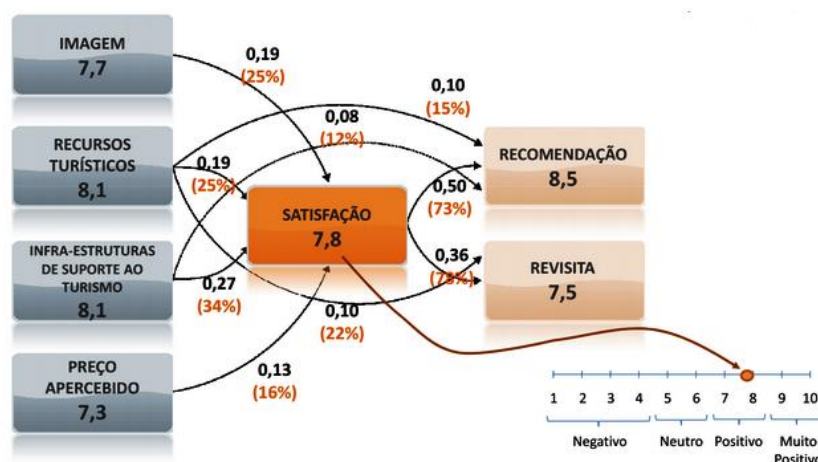 IMAGEM
7,7
RECURSOS
TURÍSTICOS
8,1
INFRA-ESTRUTURAS
DE SUPORTE AO
TURISMO
8,1
PREÇO
APERCEBIDO
7,3
0,19
(25%)
0,19
(25%)
0,27
(34%)
0,13
(16%)
SATISFAÇÃO
7,8
0,10
(15%)
0,08
(12%)
0,50
(73%)
0,36
(78%)
0,10
(22%)
RECOMENDAÇÃO
8,5
REVISITA
7,5
1 2 3 4 5 6 7 8 9 10
Negativo Neutro Positivo Muito
Positivo